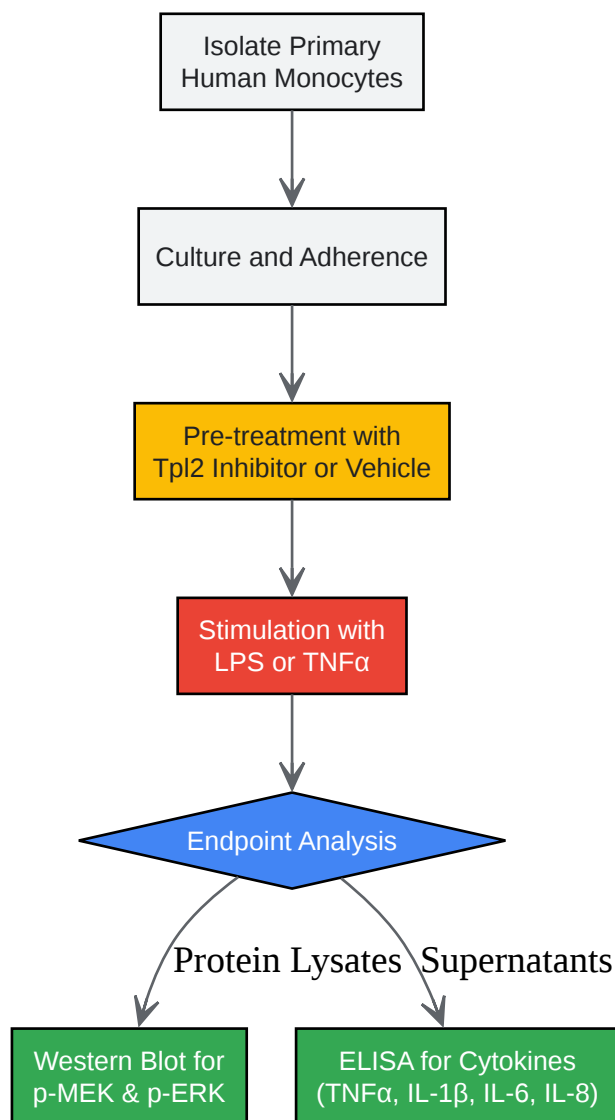 Isolate Primary
Human Monocytes
Culture and Adherence
Pre-treatment with
Tpl2 Inhibitor or Vehicle
Stimulation with
LPS or TNFα
Endpoint Analysis
Protein Lysates
Supernatants
Western Blot for
p-MEK & p-ERK
ELISA for Cytokines
(TNFα, IL-1β, IL-6, IL-8)